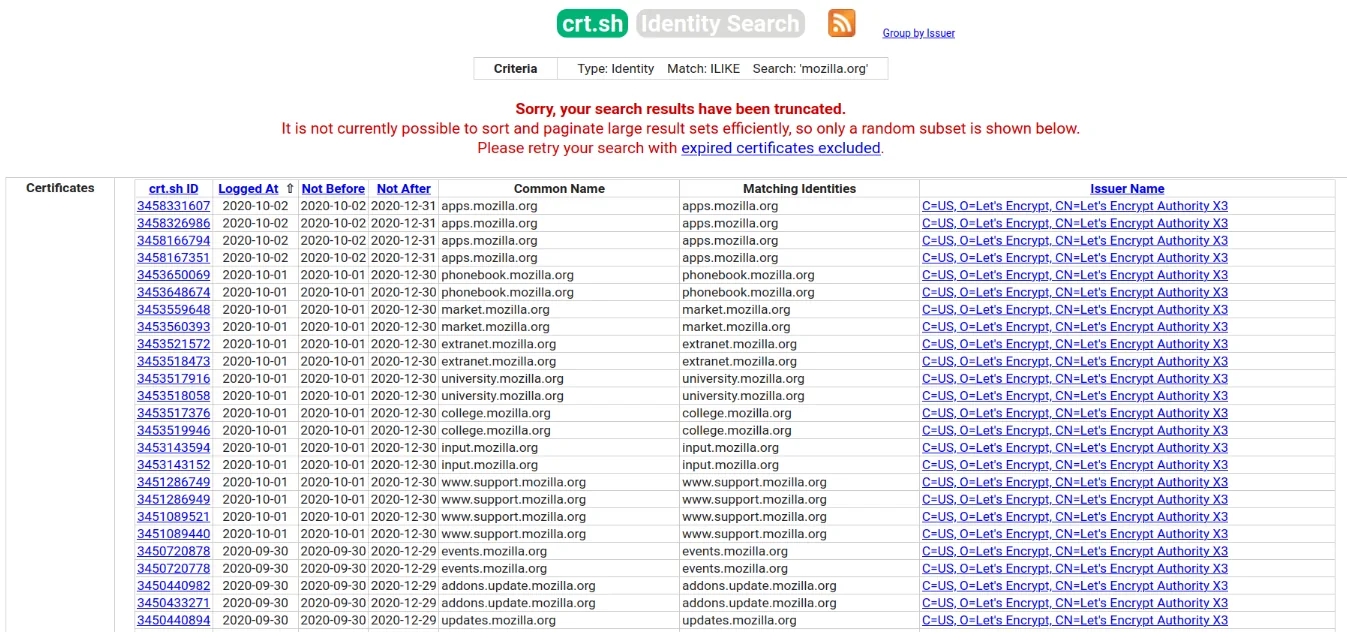 crt.sh Identity Search Group by Issuer
Criteria Type: Identity Match: ILIKE Search: 'mozilla.org'
Sorry, your search results have been truncated.
It is not currently possible to sort and paginate large result sets efficiently, so only a random subset is shown below.
Please retry your search with expired certificates excluded.
Certificates crt.sh ID Logged At ⇧ Not Before Not After Common Name Matching Identities Issuer Name
3458331607 2020-10-02 2020-10-02 2020-12-31 apps.mozilla.org apps.mozilla.org C=US, O=Let's Encrypt, CN=Let's Encrypt Authority X3
3458326986 2020-10-02 2020-10-02 2020-12-31 apps.mozilla.org apps.mozilla.org C=US, O=Let's Encrypt, CN=Let's Encrypt Authority X3
3458166794 2020-10-02 2020-10-02 2020-12-31 apps.mozilla.org apps.mozilla.org C=US, O=Let's Encrypt, CN=Let's Encrypt Authority X3
3458167351 2020-10-02 2020-10-02 2020-12-31 apps.mozilla.org apps.mozilla.org C=US, O=Let's Encrypt, CN=Let's Encrypt Authority X3
3453650069 2020-10-01 2020-10-01 2020-12-30 phonebook.mozilla.org phonebook.mozilla.org C=US, O=Let's Encrypt, CN=Let's Encrypt Authority X3
3453648674 2020-10-01 2020-10-01 2020-12-30 phonebook.mozilla.org phonebook.mozilla.org C=US, O=Let's Encrypt, CN=Let's Encrypt Authority X3
3453559648 2020-10-01 2020-10-01 2020-12-30 market.mozilla.org market.mozilla.org C=US, O=Let's Encrypt, CN=Let's Encrypt Authority X3
3453560393 2020-10-01 2020-10-01 2020-12-30 market.mozilla.org market.mozilla.org C=US, O=Let's Encrypt, CN=Let's Encrypt Authority X3
3453521572 2020-10-01 2020-10-01 2020-12-30 extranet.mozilla.org extranet.mozilla.org C=US, O=Let's Encrypt, CN=Let's Encrypt Authority X3
3453518473 2020-10-01 2020-10-01 2020-12-30 extranet.mozilla.org extranet.mozilla.org C=US, O=Let's Encrypt, CN=Let's Encrypt Authority X3
3453517916 2020-10-01 2020-10-01 2020-12-30 university.mozilla.org university.mozilla.org C=US, O=Let's Encrypt, CN=Let's Encrypt Authority X3
3453518058 2020-10-01 2020-10-01 2020-12-30 university.mozilla.org university.mozilla.org C=US, O=Let's Encrypt, CN=Let's Encrypt Authority X3
3453517376 2020-10-01 2020-10-01 2020-12-30 college.mozilla.org college.mozilla.org C=US, O=Let's Encrypt, CN=Let's Encrypt Authority X3
3453519946 2020-10-01 2020-10-01 2020-12-30 college.mozilla.org college.mozilla.org C=US, O=Let's Encrypt, CN=Let's Encrypt Authority X3
3453143594 2020-10-01 2020-10-01 2020-12-30 input.mozilla.org input.mozilla.org C=US, O=Let's Encrypt, CN=Let's Encrypt Authority X3
3453143152 2020-10-01 2020-10-01 2020-12-30 input.mozilla.org input.mozilla.org C=US, O=Let's Encrypt, CN=Let's Encrypt Authority X3
3451286749 2020-10-01 2020-10-01 2020-12-30 www.support.mozilla.org www.support.mozilla.org C=US, O=Let's Encrypt, CN=Let's Encrypt Authority X3
3451286949 2020-10-01 2020-10-01 2020-12-30 www.support.mozilla.org www.support.mozilla.org C=US, O=Let's Encrypt, CN=Let's Encrypt Authority X3
3451089521 2020-10-01 2020-10-01 2020-12-30 www.support.mozilla.org www.support.mozilla.org C=US, O=Let's Encrypt, CN=Let's Encrypt Authority X3
3451089440 2020-10-01 2020-10-01 2020-12-30 www.support.mozilla.org www.support.mozilla.org C=US, O=Let's Encrypt, CN=Let's Encrypt Authority X3
3450720878 2020-09-30 2020-09-30 2020-12-29 events.mozilla.org events.mozilla.org C=US, O=Let's Encrypt, CN=Let's Encrypt Authority X3
3450720778 2020-09-30 2020-09-30 2020-12-29 events.mozilla.org events.mozilla.org C=US, O=Let's Encrypt, CN=Let's Encrypt Authority X3
3450440982 2020-09-30 2020-09-30 2020-12-29 addons.update.mozilla.org addons.update.mozilla.org C=US, O=Let's Encrypt, CN=Let's Encrypt Authority X3
3450433271 2020-09-30 2020-09-30 2020-12-29 addons.update.mozilla.org addons.update.mozilla.org C=US, O=Let's Encrypt, CN=Let's Encrypt Authority X3
3450440894 2020-09-30 2020-09-30 2020-12-29 updates.mozilla.org updates.mozilla.org C=US, O=Let's Encrypt, CN=Let's Encrypt Authority X3